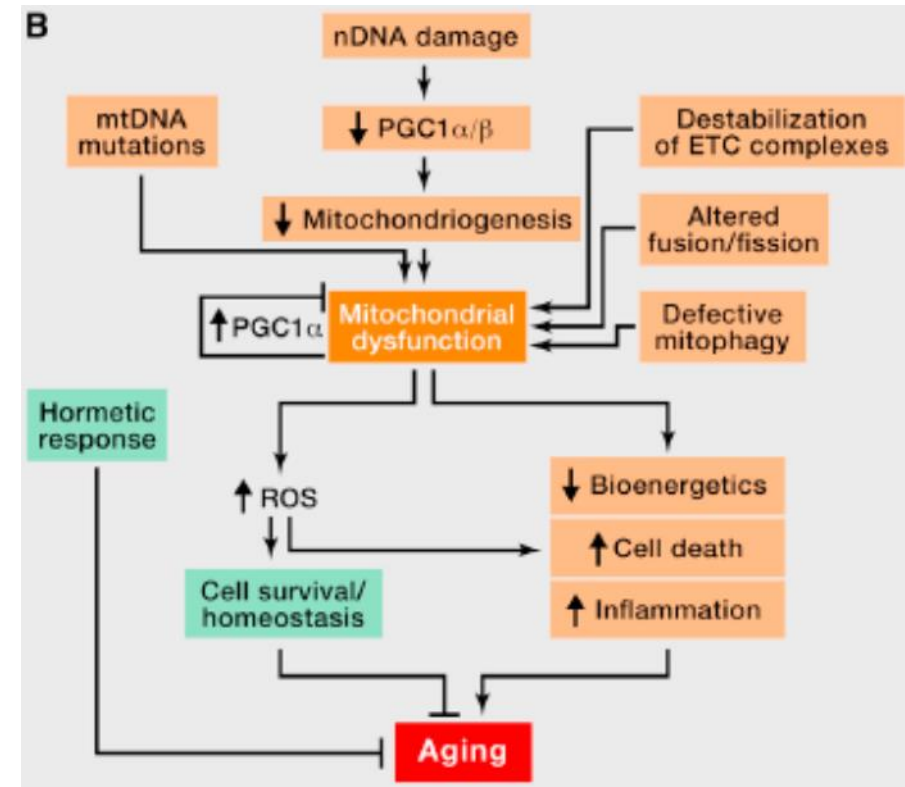 B
nDNA damage
mtDNA
mutations
↓ PGC1α/β
Destabilization
of ETC complexes
↓ Mitochondriogenesis
Altered
fusion/fission
↑ PGC1α
Mitochondrial
dysfunction
Defective
mitophagy
Hormetic
response
↑ ROS
↓ Bioenergetics
↑ Cell death
Cell survival/
homeostasis
↑ Inflammation
Aging